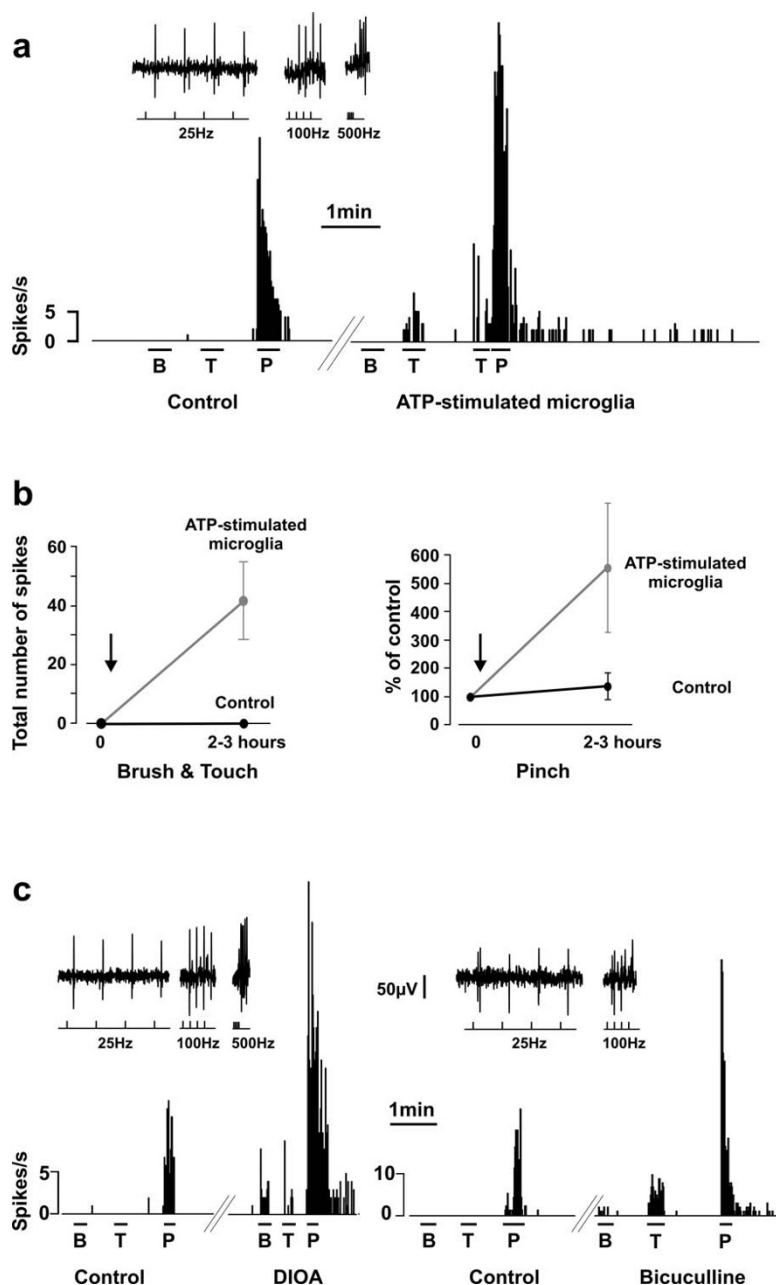 a
25Hz 100Hz 500Hz
1min
Spikes/s
5
0
B T P B T T P
Control ATP-stimulated microglia
b
ATP-stimulated
microglia
Total number of spikes
60
40
20
0
Control
0 2-3 hours
Brush & Touch
% of control
600
500
400
300
200
100
0
ATP-stimulated
microglia
Control
0 2-3 hours
Pinch
c
25Hz 100Hz 500Hz
50µV
25Hz 100Hz
1min
Spikes/s
5
0
10
0
B T P B T P B T P B T P
Control DIOA Control Bicuculline